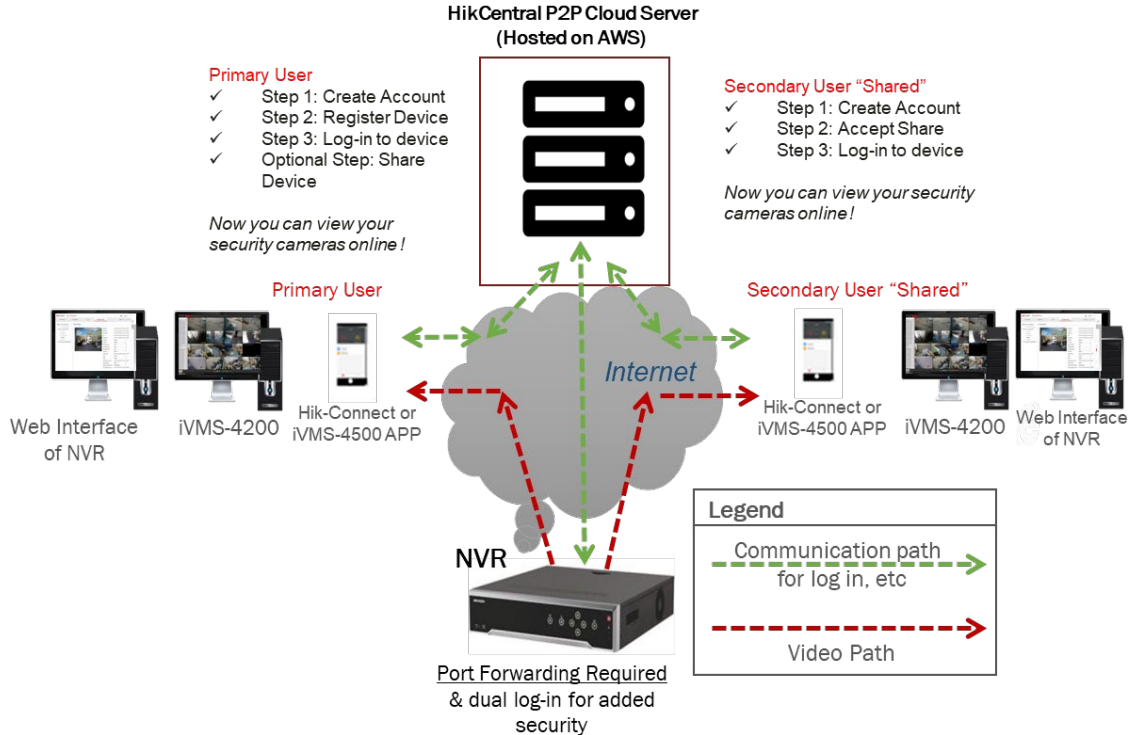 HikCentral P2P Cloud Server
(Hosted on AWS)
Primary User
✓ Step 1: Create Account
✓ Step 2: Register Device
✓ Step 3: Log-in to device
✓ Optional Step: Share
Device
Now you can view your
security cameras online !
Secondary User “Shared”
✓ Step 1: Create Account
✓ Step 2: Accept Share
✓ Step 3: Log-in to device
Now you can view your security
cameras online !
Primary User
Secondary User “Shared”
Internet
Web Interface
of NVR
iVMS-4200
Hik-Connect or
iVMS-4500 APP
Hik-Connect or
iVMS-4500 APP
iVMS-4200
Web Interface
of NVR
NVR
Port Forwarding Required
& dual log-in for added
security
Legend
Communication path
for log in, etc
Video Path